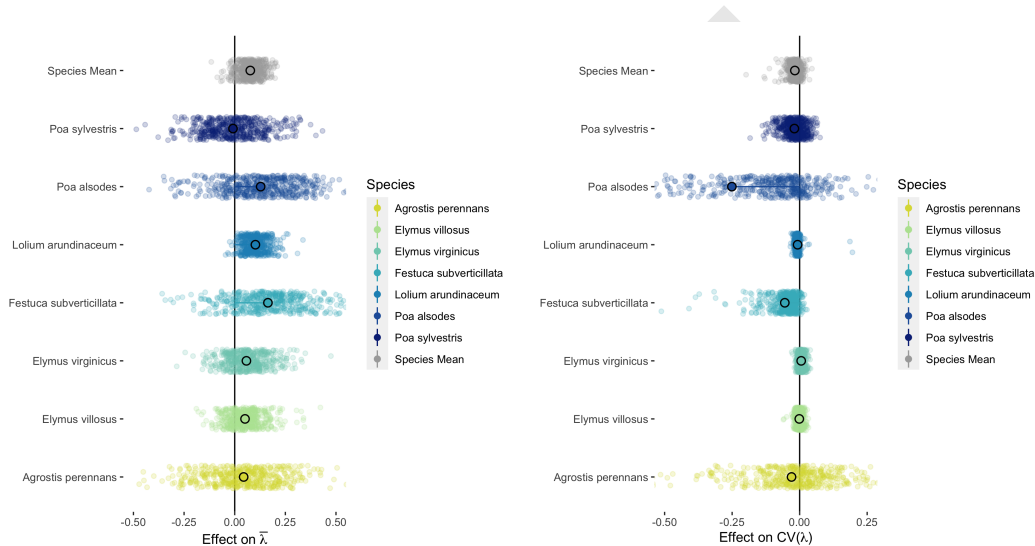 Species Mean
Poa sylvestris
Poa alsodes
Lolium arundinaceum
Festuca subverticillata
Elymus virginicus
Elymus villosus
Agrostis perennans
-0.50 -0.25 0.00 0.25 0.50
Effect on λ̅
Species
Agrostis perennans
Elymus villosus
Elymus virginicus
Festuca subverticillata
Lolium arundinaceum
Poa alsodes
Poa sylvestris
Species Mean
Species Mean
Poa sylvestris
Poa alsodes
Lolium arundinaceum
Festuca subverticillata
Elymus virginicus
Elymus villosus
Agrostis perennans
-0.50 -0.25 0.00 0.25
Effect on CV(λ)
Species
Agrostis perennans
Elymus villosus
Elymus virginicus
Festuca subverticillata
Lolium arundinaceum
Poa alsodes
Poa sylvestris
Species Mean